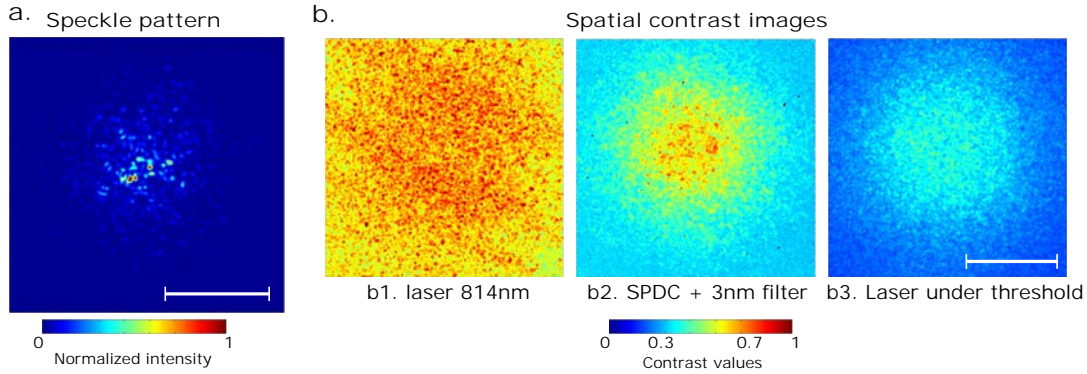 a.
Speckle pattern
b.
Spatial contrast images
b1. laser 814nm
b2. SPDC + 3nm filter
b3. Laser under threshold
0
1
Normalized intensity
0
0.3
0.7
1
Contrast values